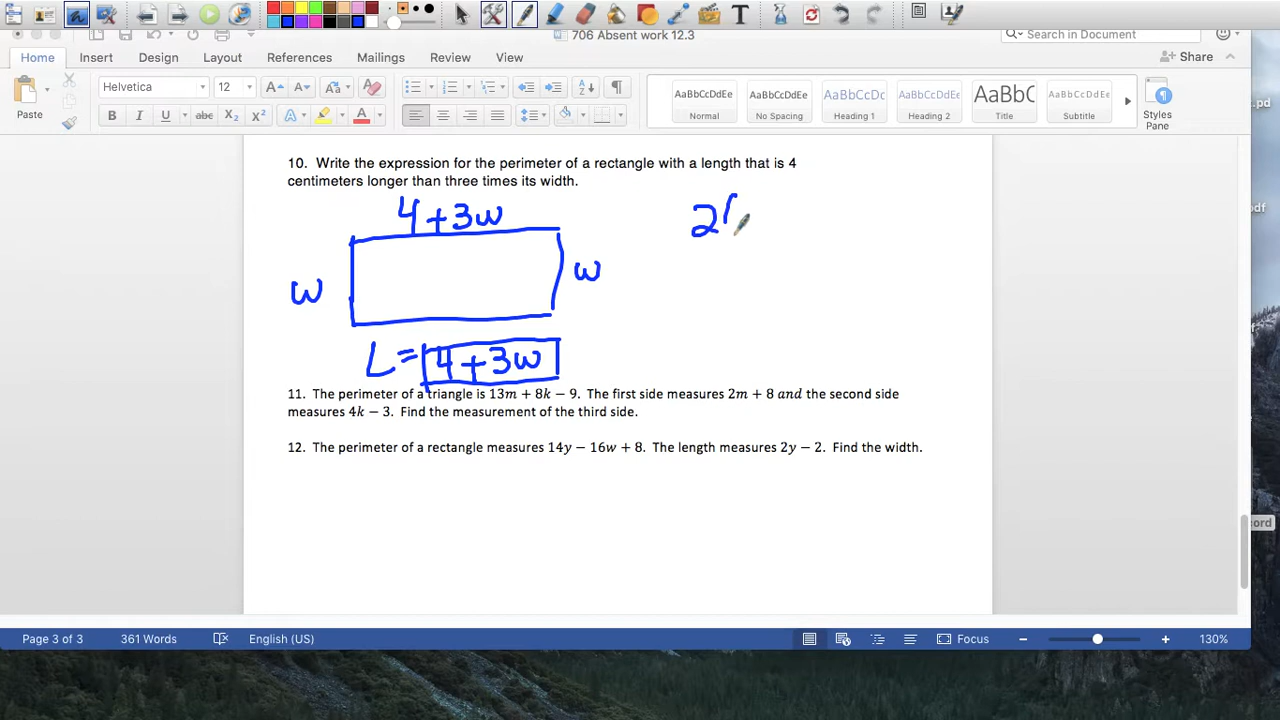 706 Absent work 12.3
Search in Document
Home Insert Design Layout References Mailings Review View
Share
Paste
Helvetica 12
AaBbCcDdEe AaBbCcDdEe AaBbCcDc AaBbCcDdEe AaBbC AaBbCcDdEe
Normal No Spacing Heading 1 Heading 2 Title Subtitle
Styles
Pane
.pd
df
10. Write the expression for the perimeter of a rectangle with a length that is 4
centimeters longer than three times its width.
4+3w
2(
w
w
L = 4+3w
11. The perimeter of a triangle is 13m + 8k − 9. The first side measures 2m + 8 and the second side
measures 4k − 3. Find the measurement of the third side.
12. The perimeter of a rectangle measures 14y − 16w + 8. The length measures 2y − 2. Find the width.
ord
Page 3 of 3 361 Words English (US) Focus 130%